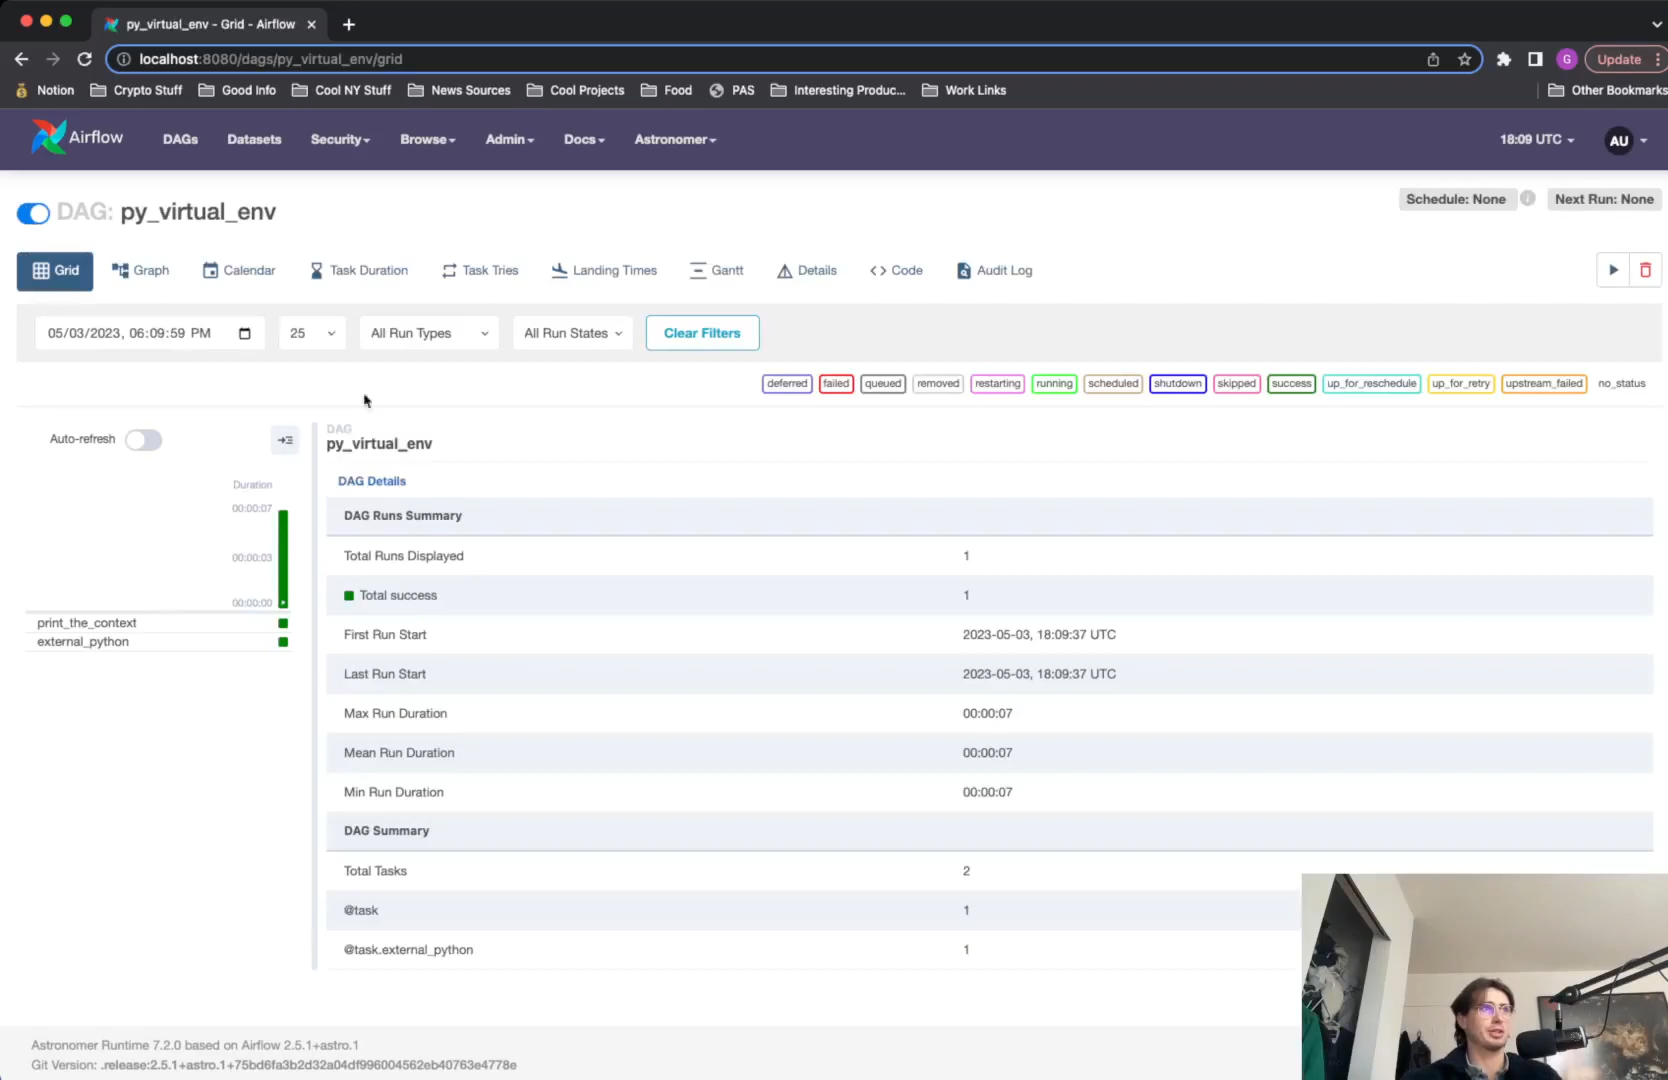 py_virtual_env - Grid - Airflow
localhost:8080/dags/py_virtual_env/grid
G
Update
Notion
Crypto Stuff
Good Info
Cool NY Stuff
News Sources
Cool Projects
Food
PAS
Interesting Produc...
Work Links
Other Bookmarks
Airflow
DAGs
Datasets
Security
Browse
Admin
Docs
Astronomer
18:09 UTC
AU
DAG: py_virtual_env
Schedule: None
Next Run: None
Grid
Graph
Calendar
Task Duration
Task Tries
Landing Times
Gantt
Details
Code
Audit Log
05/03/2023, 06:09:59 PM
25
All Run Types
All Run States
Clear Filters
deferred
failed
queued
removed
restarting
running
scheduled
shutdown
skipped
success
up_for_reschedule
up_for_retry
upstream_failed
no_status
Auto-refresh
Duration
00:00:07
00:00:03
00:00:00
print_the_context
external_python
DAG
py_virtual_env
DAG Details
DAG Runs Summary
Total Runs Displayed 1
Total success 1
First Run Start 2023-05-03, 18:09:37 UTC
Last Run Start 2023-05-03, 18:09:37 UTC
Max Run Duration 00:00:07
Mean Run Duration 00:00:07
Min Run Duration 00:00:07
DAG Summary
Total Tasks 2
@task 1
@task.external_python 1
Astronomer Runtime 7.2.0 based on Airflow 2.5.1+astro.1
Git Version: .release:2.5.1+astro.1+75bd6fa3b2d32a04df996004562eb40763e4778e